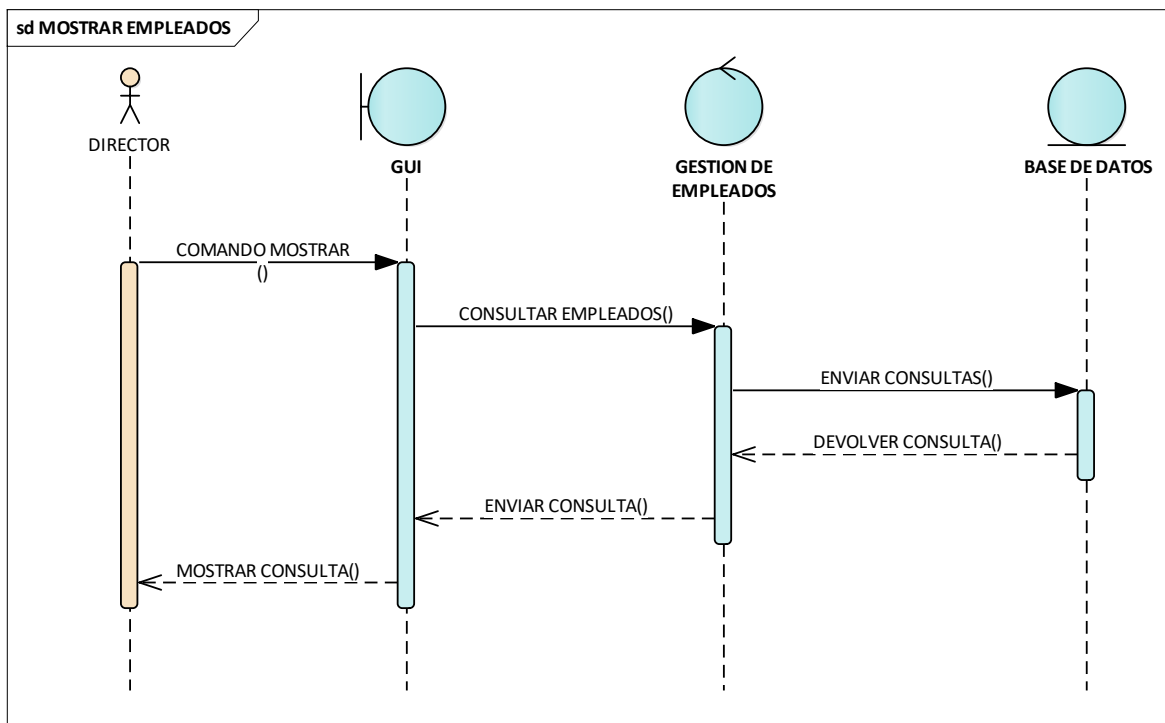 sd MOSTRAR EMPLEADOS
DIRECTOR
GUI
GESTION DE
EMPLEADOS
BASE DE DATOS
COMANDO MOSTRAR
()
CONSULTAR EMPLEADOS()
ENVIAR CONSULTAS()
DEVOLVER CONSULTA()
ENVIAR CONSULTA()
MOSTRAR CONSULTA()